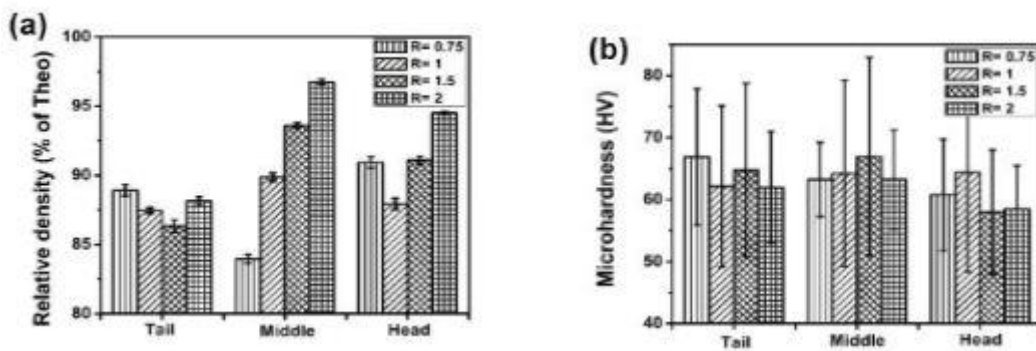 (a)
Relative density (% of Theo)
100
95
90
85
80
R= 0.75
R= 1
R= 1.5
R= 2
Tail Middle Head
(b)
Microhardness (HV)
80
70
60
50
40
R= 0.75
R= 1
R= 1.5
R= 2
Tail Middle Head